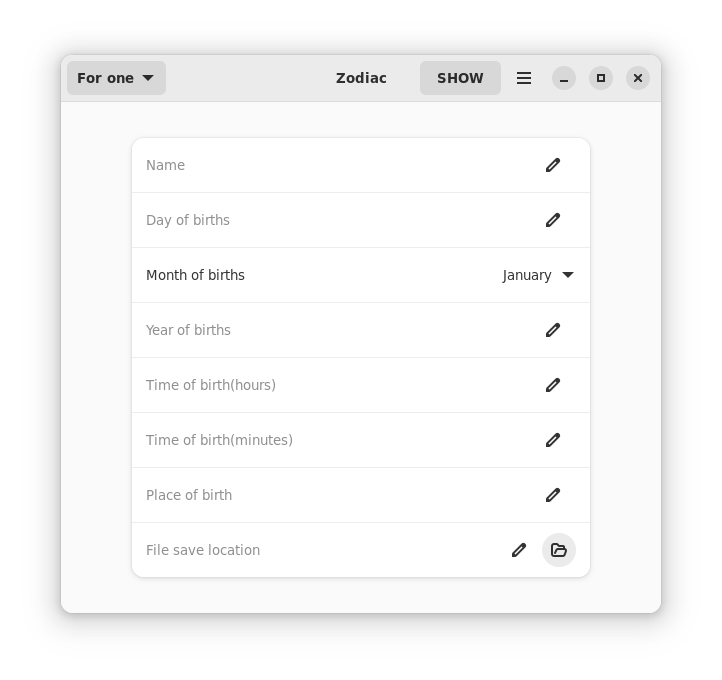 For one
Zodiac
SHOW
Name
Day of births
Month of births
January
Year of births
Time of birth(hours)
Time of birth(minutes)
Place of birth
File save location